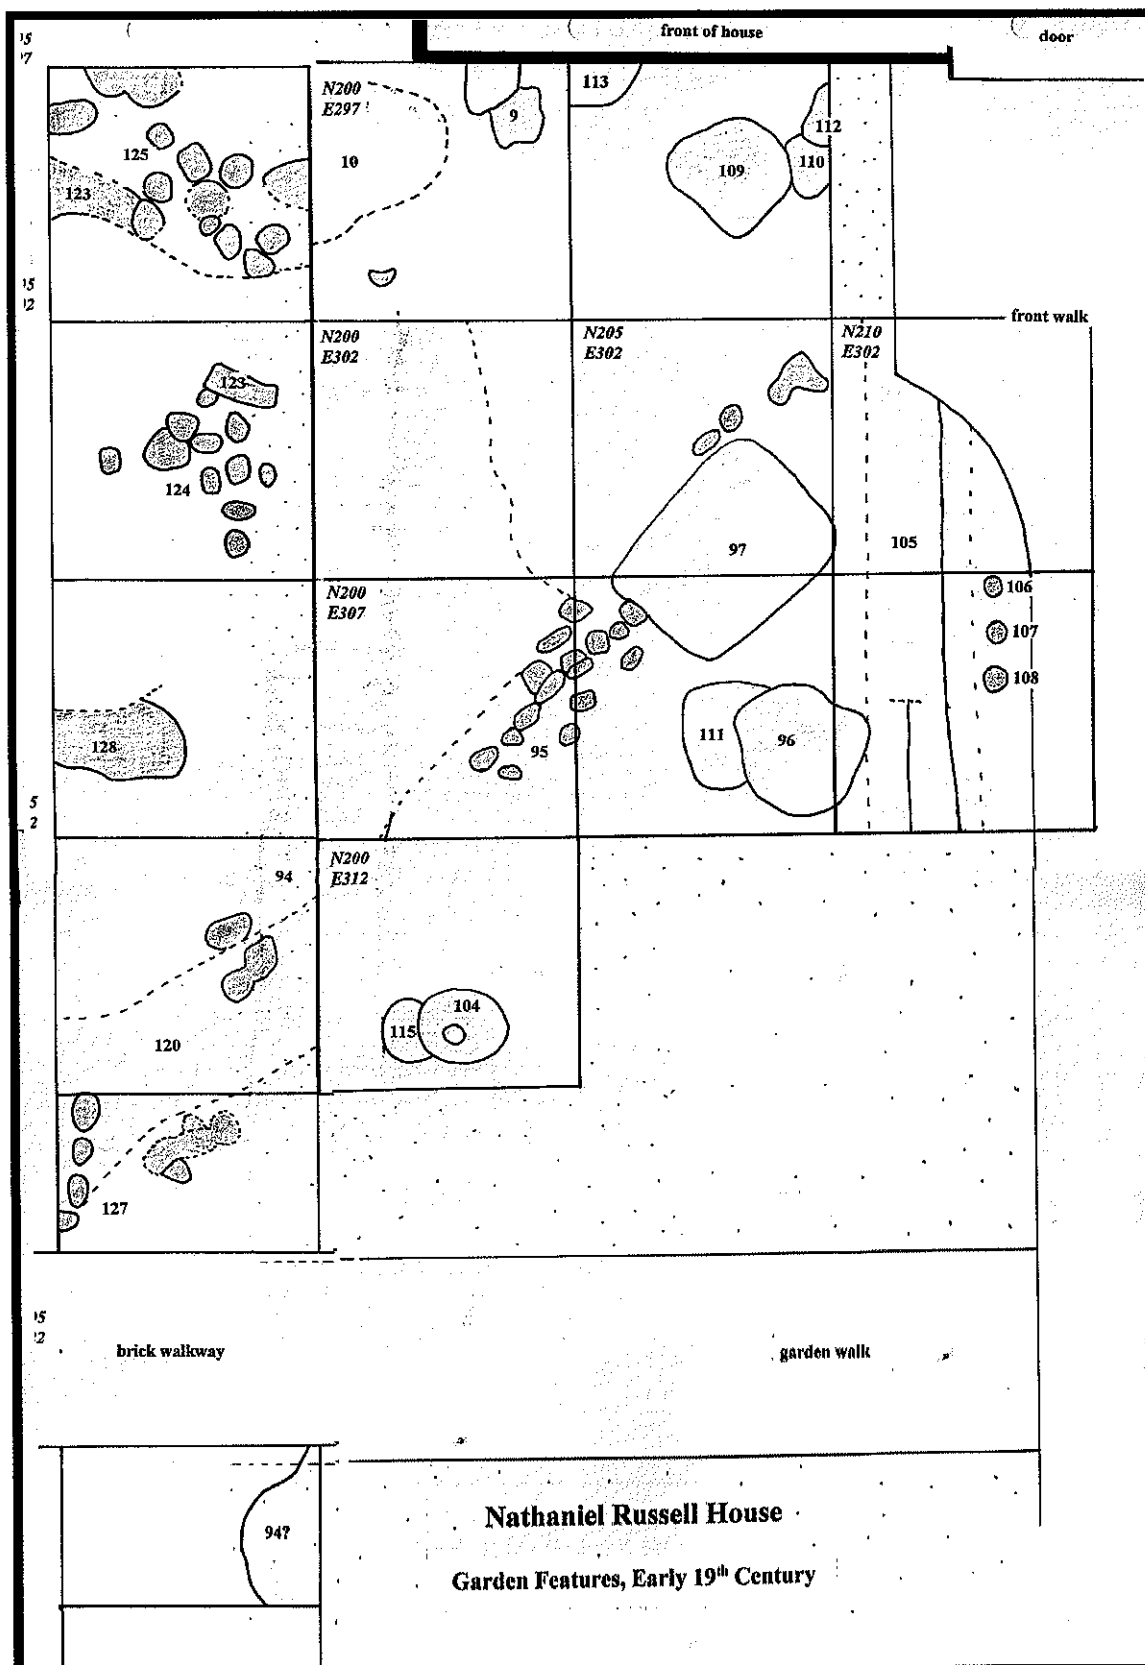 front of house
door
N200
E297
113
9
112
125
10
109
110
123
front walk
N200
E302
N205
E302
N210
E302
123
124
97
105
N200
E307
106
107
108
128
95
111
96
N200
E312
94
104
115
120
127
brick walkway
garden walk
Nathaniel Russell House
94?
Garden Features, Early 19th Century